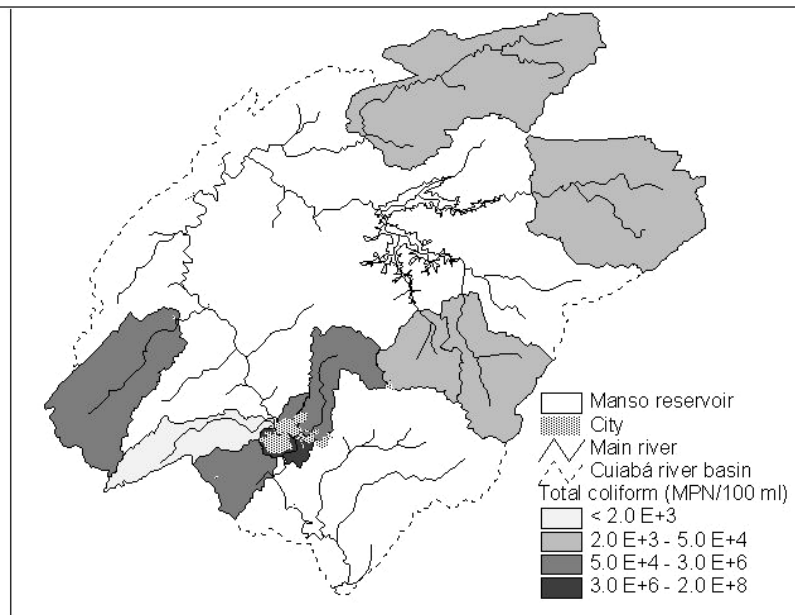 Manso reservoir
City
Main river
Cuiabá river basin
Total coliform (MPN/100 ml)
< 2.0 E+3
2.0 E+3 - 5.0 E+4
5.0 E+4 - 3.0 E+6
3.0 E+6 - 2.0 E+8